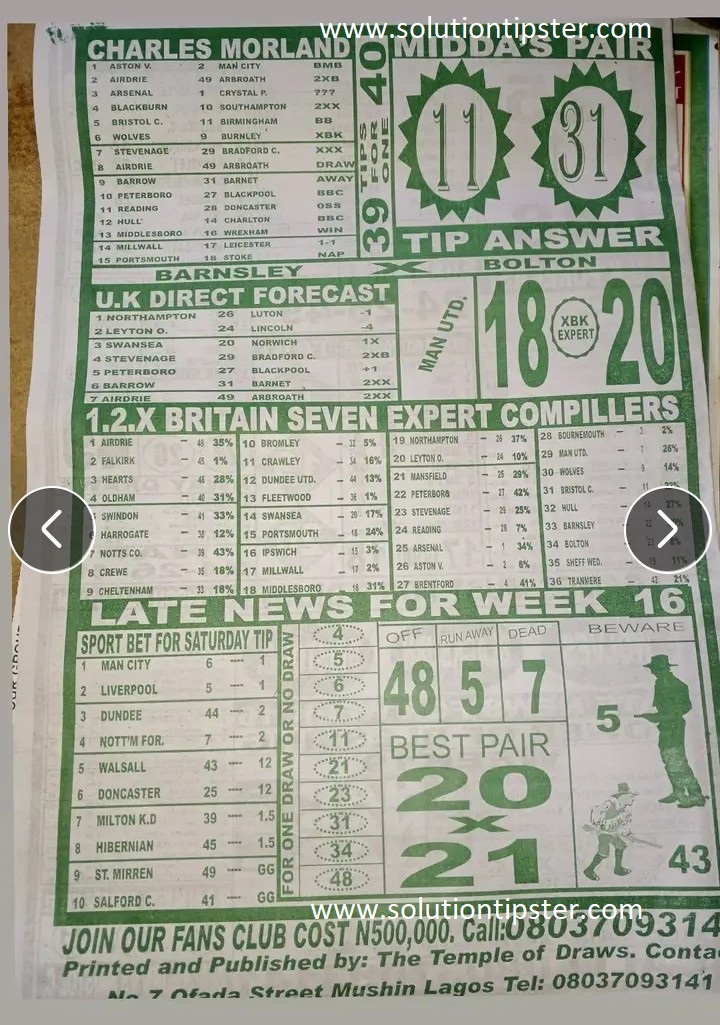 www.solutiontipster.com
CHARLES MORLAND
1 ASTON V. 2 MAN CITY BMB
2 AIRDRIE 49 ARBROATH 2XB
3 ARSENAL 1 CRYSTAL P. ???
4 BLACKBURN 10 SOUTHAMPTON 2XX
5 BRISTOL C. 11 BIRMINGHAM BB
6 WOLVES 9 BURNLEY XBK
7 STEVENAGE 29 BRADFORD C. XXX
8 AIRDRIE 49 ARBROATH DRAW
9 BARROW 31 BARNET AWAY
10 PETERBORO 27 BLACKPOOL BBC
11 READING 28 DONCASTER OSS
12 HULL 14 CHARLTON BBC
13 MIDDLESBORO 16 WREXHAM WIN
14 MILLWALL 17 LEICESTER 1-1
15 PORTSMOUTH 18 STOKE NAP
39 TIPS FOR ONE 40
MIDDA'S PAIR
11 31
TIP ANSWER
BARNSLEY X BOLTON
U.K DIRECT FORECAST
1 NORTHAMPTON 26 LUTON -1
2 LEYTON O. 24 LINCOLN -4
3 SWANSEA 20 NORWICH 1X
4 STEVENAGE 29 BRADFORD C. 2XB
5 PETERBORO 27 BLACKPOOL +1
6 BARROW 31 BARNET 2XX
7 AIRDRIE 49 ARBROATH 2XX
MAN UTD.
18 XBK EXPERT 20
1.2.X BRITAIN SEVEN EXPERT COMPILLERS
1 AIRDRIE - 49 35%
2 FALKIRK - 45 1%
3 HEARTS - 46 28%
4 OLDHAM - 40 31%
SWINDON - 41 33%
HARROGATE - 38 12%
7 NOTTS CO. - 39 43%
8 CREWE - 35 18%
9 CHELTENHAM - 33 18%
10 BROMLEY - 32 5%
11 CRAWLEY - 34 16%
12 DUNDEE UTD. - 44 13%
13 FLEETWOOD - 36 1%
14 SWANSEA - 20 17%
15 PORTSMOUTH - 18 24%
16 IPSWICH - 15 3%
17 MILLWALL - 17 2%
18 MIDDLESBORO - 16 31%
19 NORTHAMPTON - 26 37%
20 LEYTON O. - 24 10%
21 MANSFIELD - 25 29%
22 PETERBORO - 27 42%
23 STEVENAGE - 29 25%
24 READING - 28 7%
25 ARSENAL - 1 34%
26 ASTON V. - 2 6%
27 BRENTFORD - 4 41%
28 BOURNEMOUTH - 3 2%
29 MAN UTD. - 7 26%
30 WOLVES - 9 14%
31 BRISTOL C. - 11
32 HULL - 27%
33 BARNSLEY
34 BOLTON
35 SHEFF WED. - 11%
36 TRANMERE - 42 21%
LATE NEWS FOR WEEK 16
SPORT BET FOR SATURDAY TIP
1 MAN CITY 6 ---- 1
2 LIVERPOOL 5 ---- 1
3 DUNDEE 44 ---- 2
4 NOTT'M FOR. 7 ---- 2
5 WALSALL 43 ---- 12
6 DONCASTER 25 ---- 12
7 MILTON K.D 39 ---- 1.5
8 HIBERNIAN 45 ---- 1.5
9 ST. MIRREN 49 ---- GG
10 SALFORD C. 41 ---- GG
FOR ONE DRAW OR NO DRAW
4
5
6
7
11
21
23
31
34
48
OFF RUN AWAY DEAD
48 5 7
BEST PAIR
20
X
21
BEWARE
5
43
www.solutiontipster.com
JOIN OUR FANS CLUB COST N500,000. Call:0803709314
Printed and Published by: The Temple of Draws. Conta
No 7 Ofada Street Mushin Lagos Tel: 08037093141